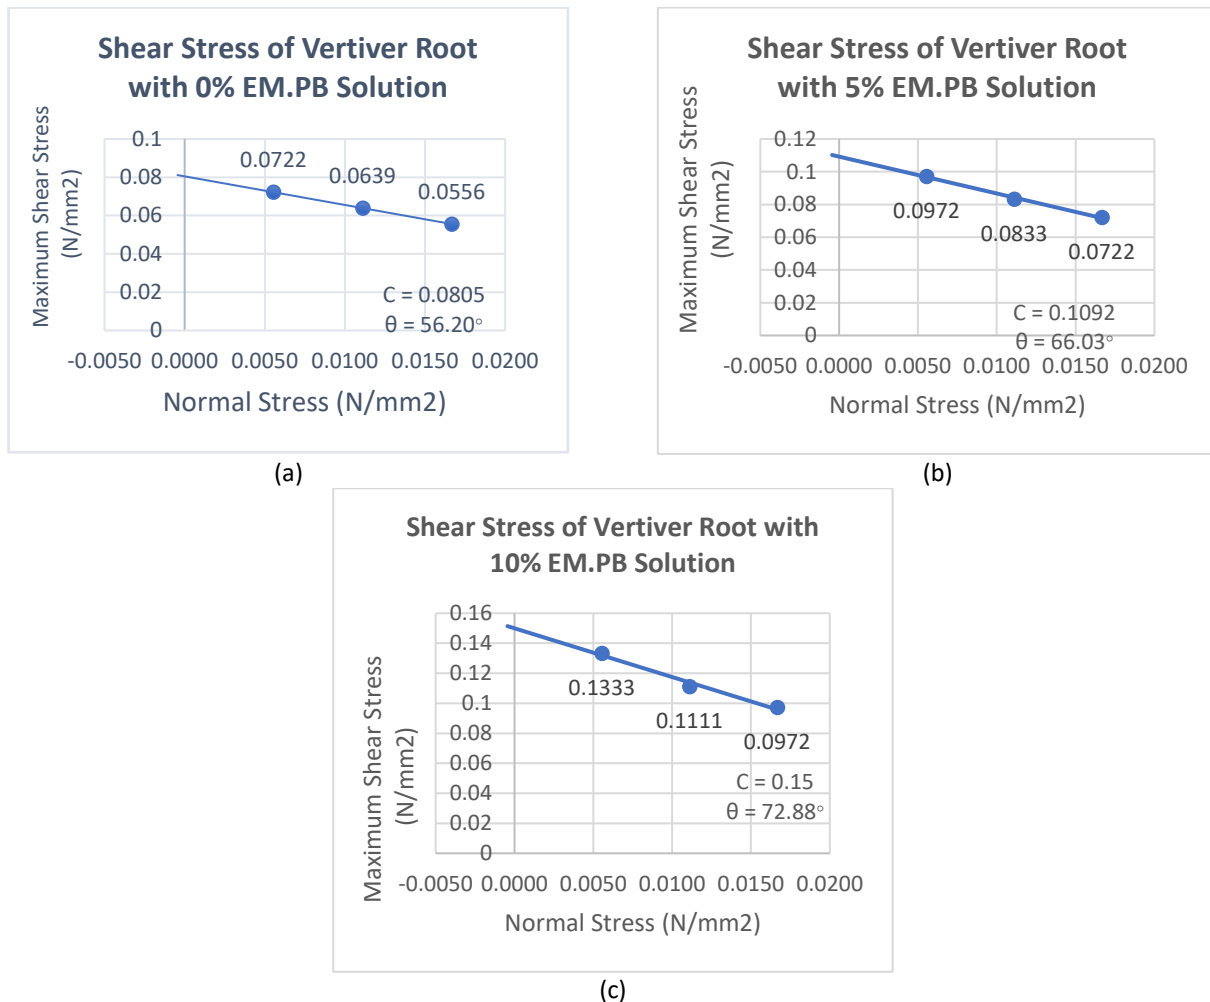 Shear Stress of Vertiver Root
with 0% EM.PB Solution
Maximum Shear Stress
(N/mm2)
0.1
0.08
0.06
0.04
0.02
0
0.0722
0.0639
0.0556
C = 0.0805
θ = 56.20°
-0.0050 0.0000 0.0050 0.0100 0.0150 0.0200
Normal Stress (N/mm2)
(a)
Shear Stress of Vertiver Root
with 5% EM.PB Solution
Maximum Shear Stress
(N/mm2)
0.12
0.1
0.08
0.06
0.04
0.02
0
0.0972
0.0833
0.0722
C = 0.1092
θ = 66.03°
-0.0050 0.0000 0.0050 0.0100 0.0150 0.0200
Normal Stress (N/mm2)
(b)
Shear Stress of Vertiver Root with
10% EM.PB Solution
Maximum Shear Stress
(N/mm2)
0.16
0.14
0.12
0.1
0.08
0.06
0.04
0.02
0
0.1333
0.1111
0.0972
C = 0.15
θ = 72.88°
-0.0050 0.0000 0.0050 0.0100 0.0150 0.0200
Normal Stress (N/mm2)
(c)